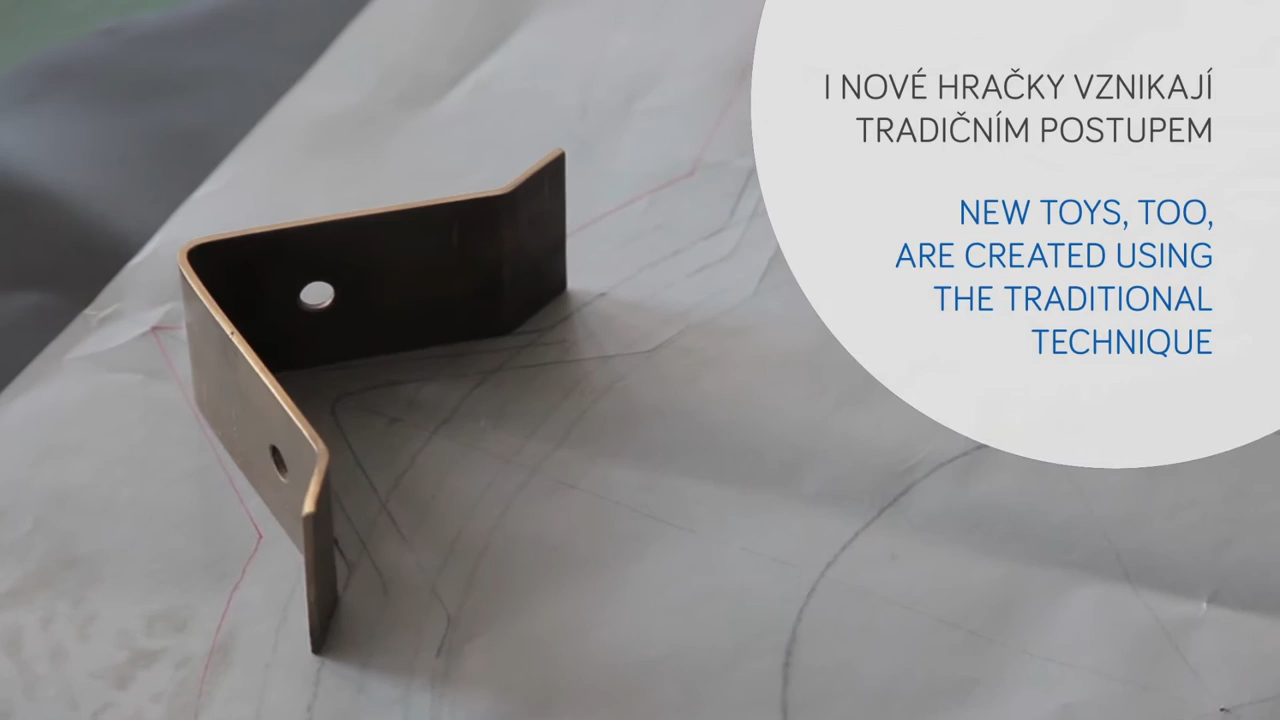 I NOVÉ HRAČKY VZNIKAJÍ
TRADIČNÍM POSTUPEM
NEW TOYS, TOO,
ARE CREATED USING
THE TRADITIONAL
TECHNIQUE